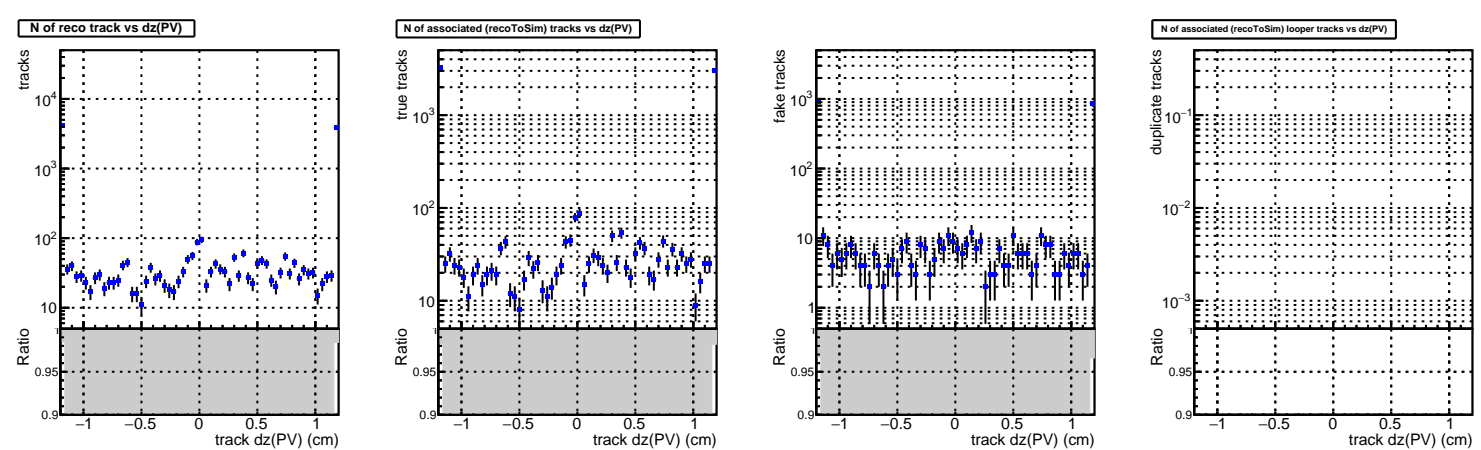 N of reco track vs dz(PV)
tracks
10⁴
10³
10²
10
Ratio
1
0.95
0.9
−1 −0.5 0 0.5 1
track dz(PV) (cm)
N of associated (recoToSim) tracks vs dz(PV)
true tracks
10³
10²
10
Ratio
1
0.95
0.9
−1 −0.5 0 0.5 1
track dz(PV) (cm)
fake tracks
10³
10²
10
1
Ratio
1
0.95
0.9
−1 −0.5 0 0.5 1
track dz(PV) (cm)
N of associated (recoToSim) looper tracks vs dz(PV)
duplicate tracks
10⁻¹
10⁻²
10⁻³
Ratio
1
0.95
0.9
−1 −0.5 0 0.5 1
track dz(PV) (cm)